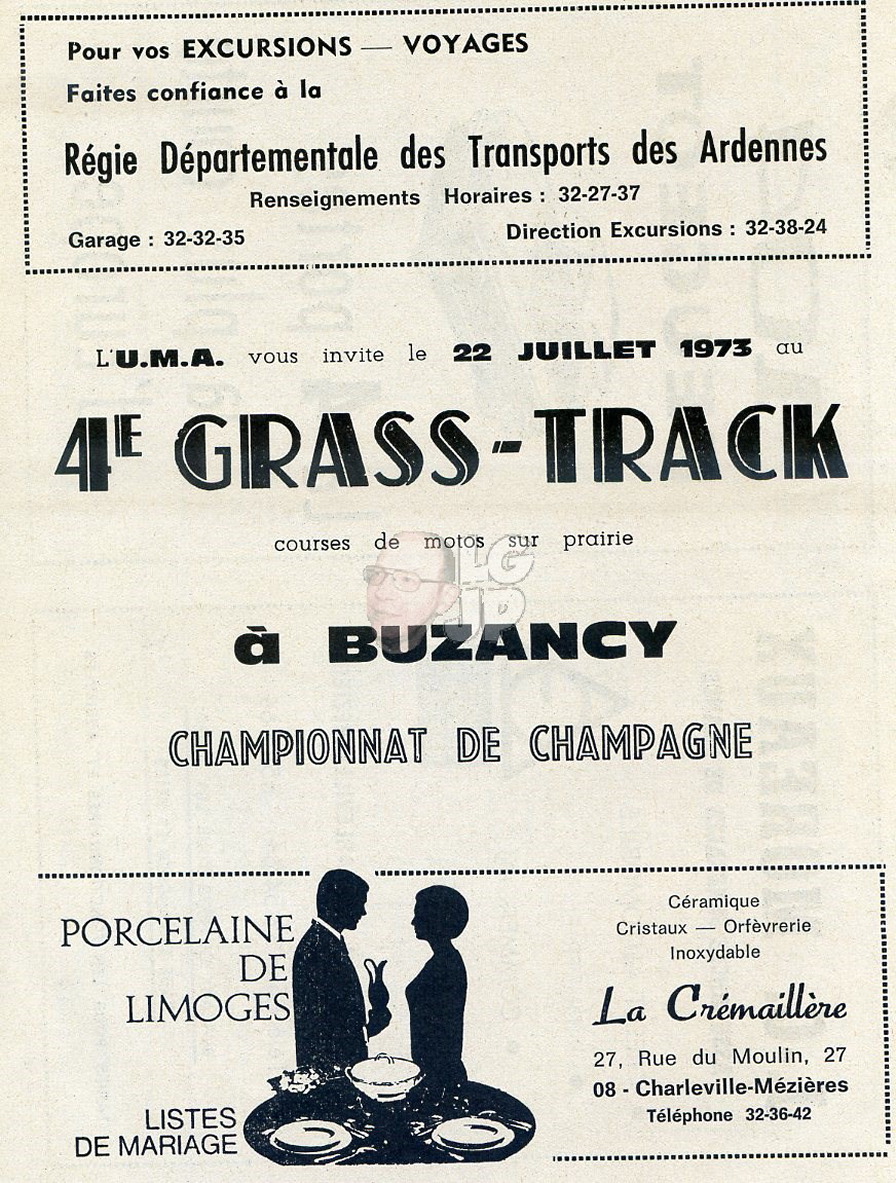 Pour vos EXCURSIONS — VOYAGES
Faites confiance à la
Régie Départementale des Transports des Ardennes
Renseignements Horaires : 32-27-37
Garage : 32-32-35
Direction Excursions : 32-38-24
L'U.M.A. vous invite le 22 JUILLET 1973 au
4E GRASS-TRACK
courses de motos sur prairie
LG
JP
à BUZANCY
CHAMPIONNAT DE CHAMPAGNE
PORCELAINE
DE
LIMOGES
LISTES
DE MARIAGE
Céramique
Cristaux — Orfèvrerie
Inoxydable
La Crémaillère
27, Rue du Moulin, 27
08 - Charleville-Mézières
Téléphone 32-36-42